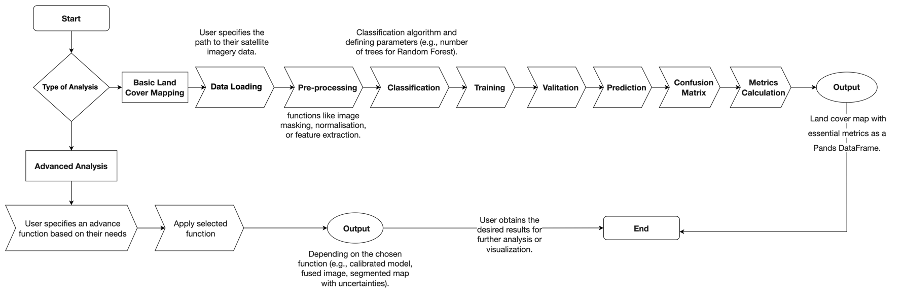 Start
User specifies the
path to their satellite
imagery data.
Classification algorithm and
defining parameters (e.g., number
of trees for Random Forest).
Type of Analysis
Basic Land
Cover Mapping
Data Loading
Pre-processing
Classification
Training
Valitation
Prediction
Confusion
Matrix
Metrics
Calculation
Output
functions like image
masking, normalisation,
or feature extraction.
Land cover map with
essential metrics as a
Pands DataFrame.
Advanced Analysis
User specifies an advance
function based on their needs
Apply selected
function
Output
User obtains the
desired results for
further analysis or
visualization.
End
Depending on the chosen
function (e.g., calibrated model,
fused image, segmented map
with uncertainties).